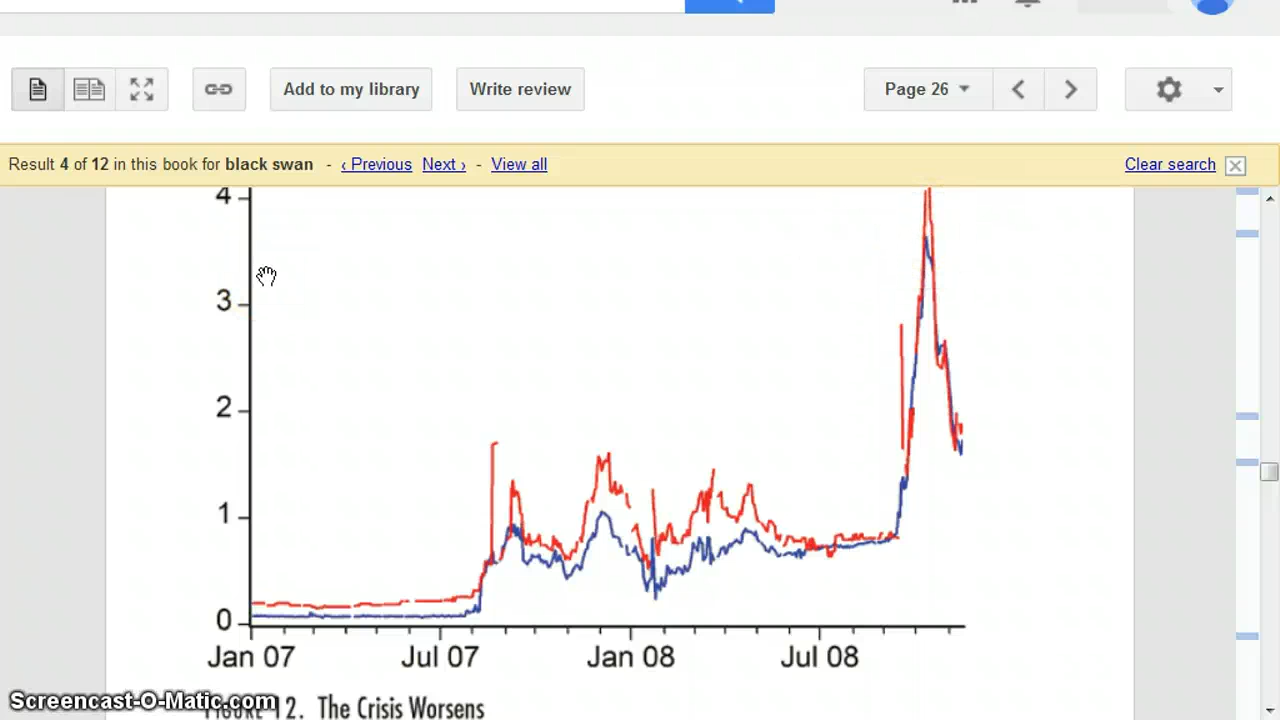 Add to my library
Write review
Page 26
Result 4 of 12 in this book for black swan - ‹ Previous Next › - View all
Clear search
4
3
2
1
0
Jan 07 Jul 07 Jan 08 Jul 08
Screencast-O-Matic.com
12. The Crisis Worsens